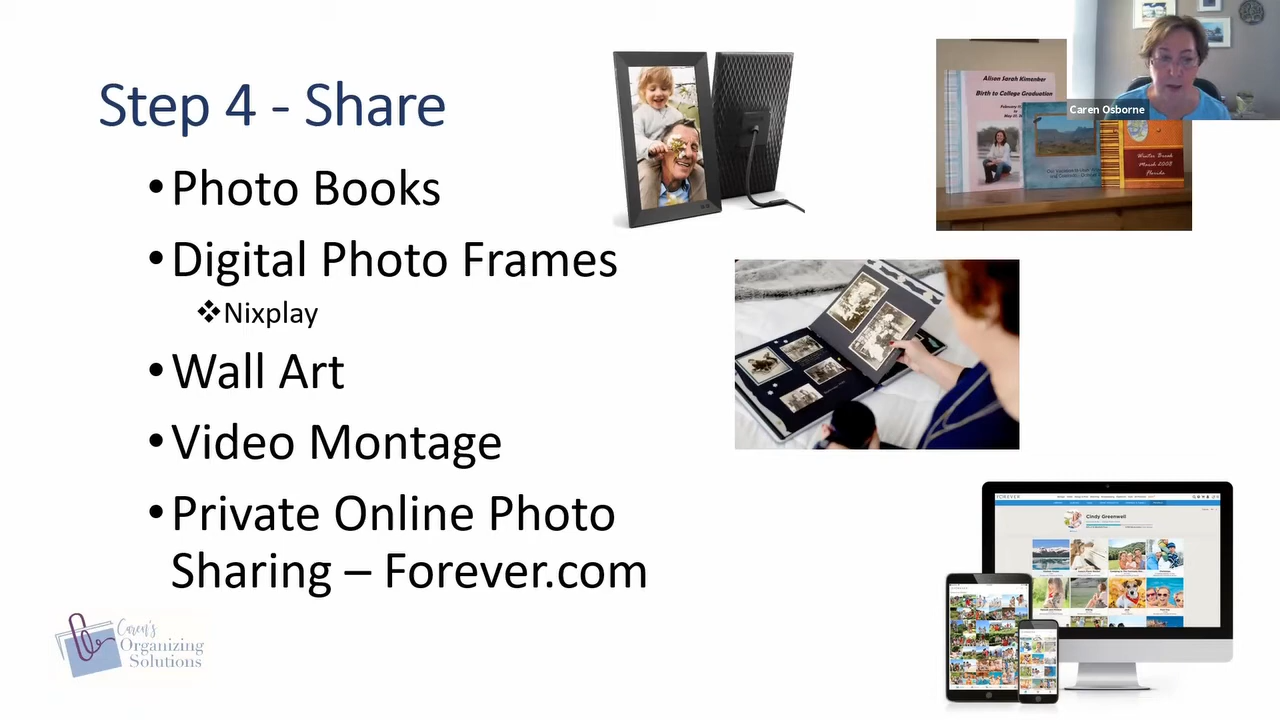 Step 4 - Share
•Photo Books
•Digital Photo Frames
❖Nixplay
•Wall Art
•Video Montage
•Private Online Photo
Sharing – Forever.com
Caren's
Organizing
Solutions
Alison Sarah Kimenker
Birth to College Graduation
Caren Osborne
Winter Break
March 2008
Florida
FOREVER
Cindy Greenwell